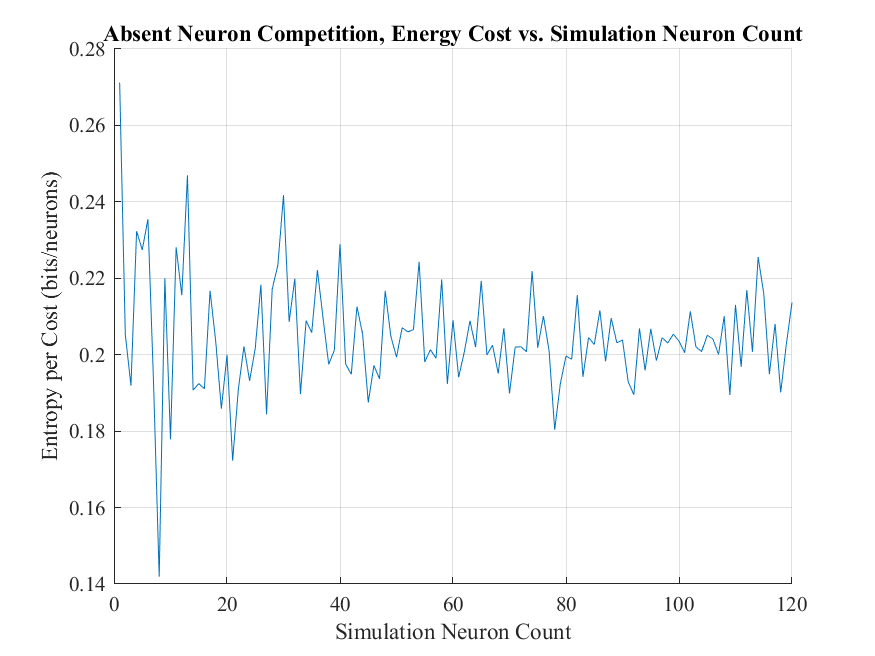 Absent Neuron Competition, Energy Cost vs. Simulation Neuron Count
Entropy per Cost (bits/neurons)
0.28
0.26
0.24
0.22
0.2
0.18
0.16
0.14
0 20 40 60 80 100 120
Simulation Neuron Count